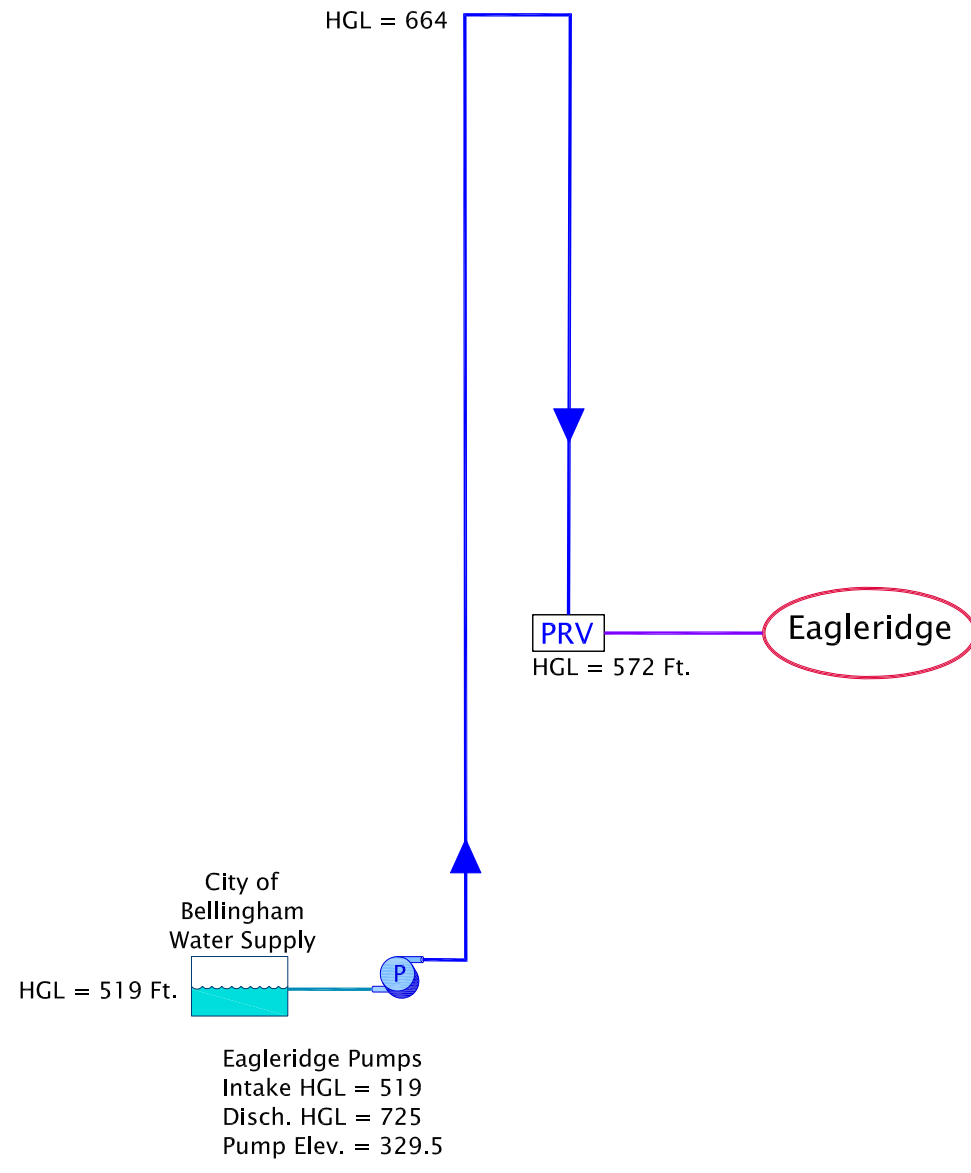 HGL = 664
PRV
Eagleridge
HGL = 572 Ft.
City of
Bellingham
Water Supply
P
HGL = 519 Ft.
Eagleridge Pumps
Intake HGL = 519
Disch. HGL = 725
Pump Elev. = 329.5